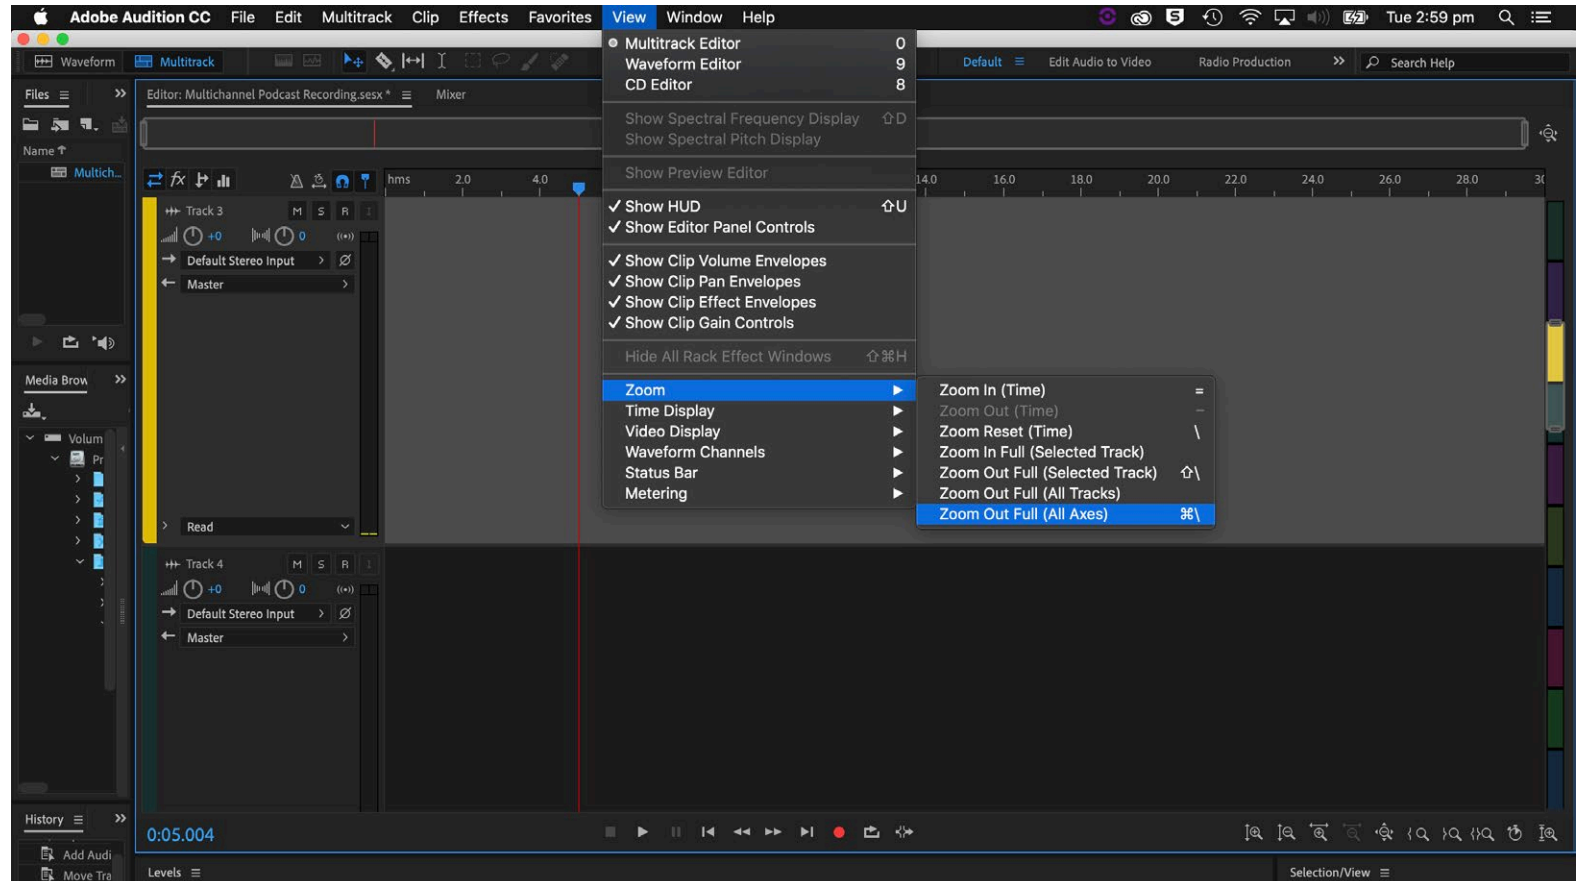 Adobe Audition CC File Edit Multitrack Clip Effects Favorites View Window Help Tue 2:59 pm
Waveform Multitrack Default Edit Audio to Video Radio Production Search Help
Files
Editor: Multichannel Podcast Recording.sesx * Mixer
Name
Multich...
hms 2.0 4.0 14.0 16.0 18.0 20.0 22.0 24.0 26.0 28.0 30
Track 3 M S R I
+0 0
Default Stereo Input
Master
Read
Track 4 M S R I
+0 0
Default Stereo Input
Master
Media Brow
Volum
Pr
History
Add Audi
Move Tra
0:05.004
Levels
Selection/View
Multitrack Editor 0
Waveform Editor 9
CD Editor 8
Show Spectral Frequency Display ⇧D
Show Spectral Pitch Display
Show Preview Editor
✓ Show HUD ⇧U
✓ Show Editor Panel Controls
✓ Show Clip Volume Envelopes
✓ Show Clip Pan Envelopes
✓ Show Clip Effect Envelopes
✓ Show Clip Gain Controls
Hide All Rack Effect Windows ⇧⌘H
Zoom
Time Display
Video Display
Waveform Channels
Status Bar
Metering
Zoom In (Time) =
Zoom Out (Time) -
Zoom Reset (Time) \
Zoom In Full (Selected Track)
Zoom Out Full (Selected Track) ⇧\
Zoom Out Full (All Tracks)
Zoom Out Full (All Axes) ⌘\